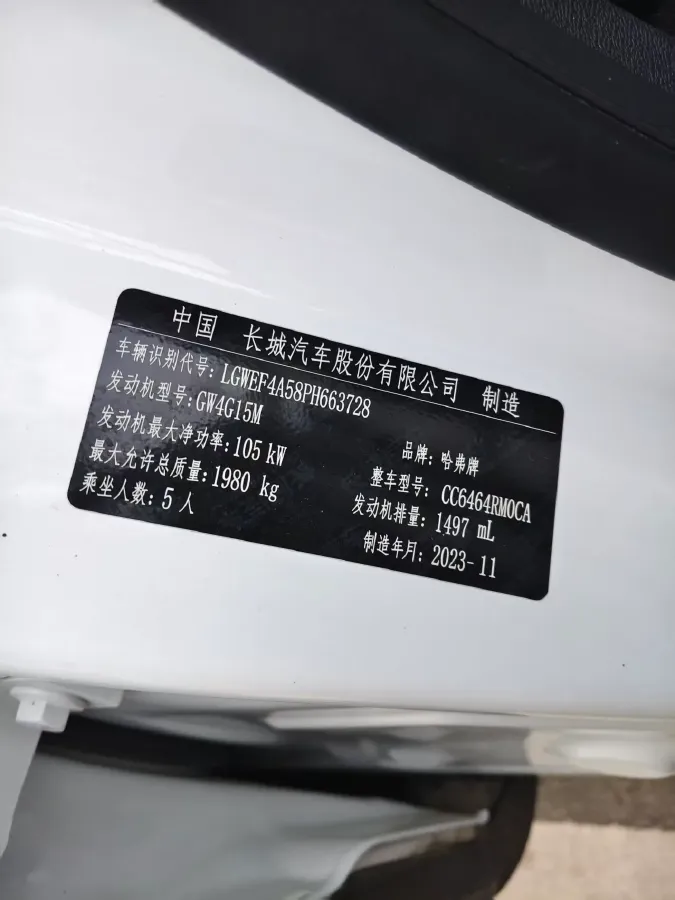 中国 长城汽车股份有限公司 制造
车辆识别代号: LGWEF4A58PH663728
发动机型号: GW4G15M 品牌: 哈弗牌
发动机最大净功率: 105 kW 整车型号: CC6464RM0CA
最大允许总质量: 1980 kg 发动机排量: 1497 mL
乘坐人数: 5 人 制造年月: 2023-11